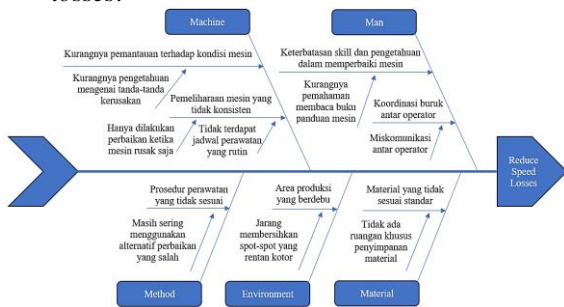 losses.
Machine
Man
Kurangnya pemantauan terhadap kondisi mesin
Kurangnya pengetahuan
mengenai tanda-tanda
kerusakan
Pemeliharaan mesin yang
tidak konsisten
Hanya dilakukan
perbaikan ketika
mesin rusak saja
Tidak terdapat
jadwal perawatan
yang rutin
Keterbatasan skill dan pengetahuan
dalam memperbaiki mesin
Kurangnya
pemahaman
membaca buku
panduan mesin
Koordinasi buruk
antar operator
Miskomunikasi
antar operator
Reduce
Speed
Losses
Prosedur perawatan
yang tidak sesuai
Masih sering
menggunakan
alternatif perbaikan
yang salah
Area produksi
yang berdebu
Jarang
membersihkan
spot-spot yang
rentan kotor
Material yang tidak
sesuai standar
Tidak ada
ruangan khusus
penyimpanan
material
Method
Environment
Material